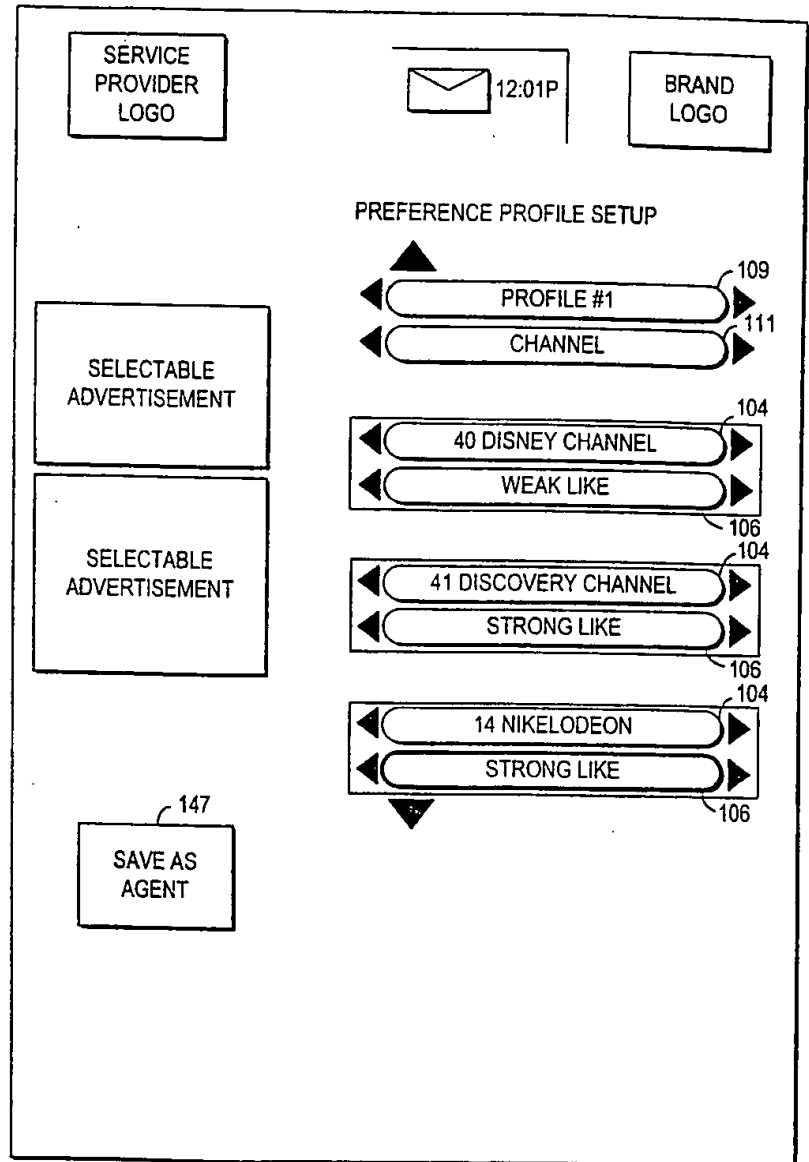 SERVICE
PROVIDER
LOGO
12:01P
BRAND
LOGO
PREFERENCE PROFILE SETUP
109
PROFILE #1
111
CHANNEL
SELECTABLE
ADVERTISEMENT
104
40 DISNEY CHANNEL
WEAK LIKE
106
104
SELECTABLE
ADVERTISEMENT
41 DISCOVERY CHANNEL
STRONG LIKE
106
104
14 NIKELODEON
STRONG LIKE
106
147
SAVE AS
AGENT